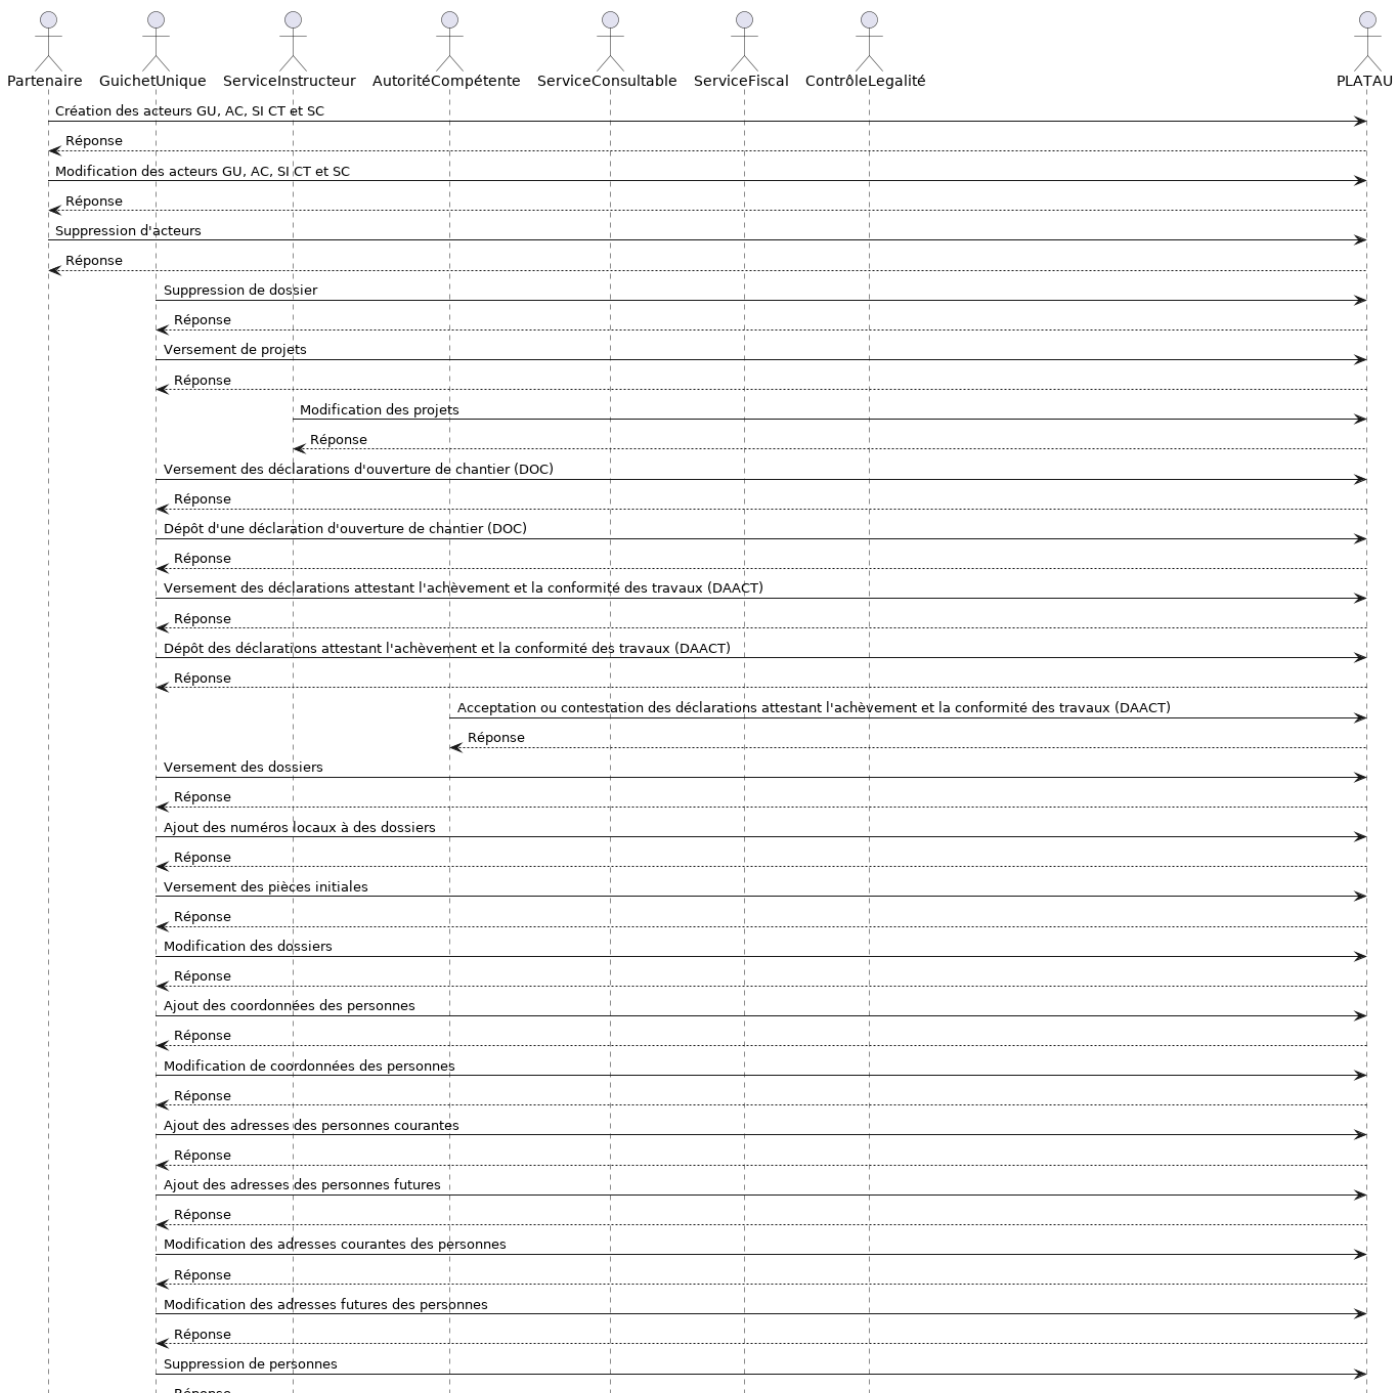 Partenaire GuichetUnique ServiceInstructeur AutoritéCompétente ServiceConsultable ServiceFiscal ContrôleLegalité PLATAU
Création des acteurs GU, AC, SI CT et SC
Réponse
Modification des acteurs GU, AC, SI CT et SC
Réponse
Suppression d'acteurs
Réponse
Suppression de dossier
Réponse
Versement de projets
Réponse
Modification des projets
Réponse
Versement des déclarations d'ouverture de chantier (DOC)
Réponse
Dépôt d'une déclaration d'ouverture de chantier (DOC)
Réponse
Versement des déclarations attestant l'achèvement et la conformité des travaux (DAACT)
Réponse
Dépôt des déclarations attestant l'achèvement et la conformité des travaux (DAACT)
Réponse
Acceptation ou contestation des déclarations attestant l'achèvement et la conformité des travaux (DAACT)
Réponse
Versement des dossiers
Réponse
Ajout des numéros locaux à des dossiers
Réponse
Versement des pièces initiales
Réponse
Modification des dossiers
Réponse
Ajout des coordonnées des personnes
Réponse
Modification de coordonnées des personnes
Réponse
Ajout des adresses des personnes courantes
Réponse
Ajout des adresses des personnes futures
Réponse
Modification des adresses courantes des personnes
Réponse
Modification des adresses futures des personnes
Réponse
Suppression de personnes
Réponse